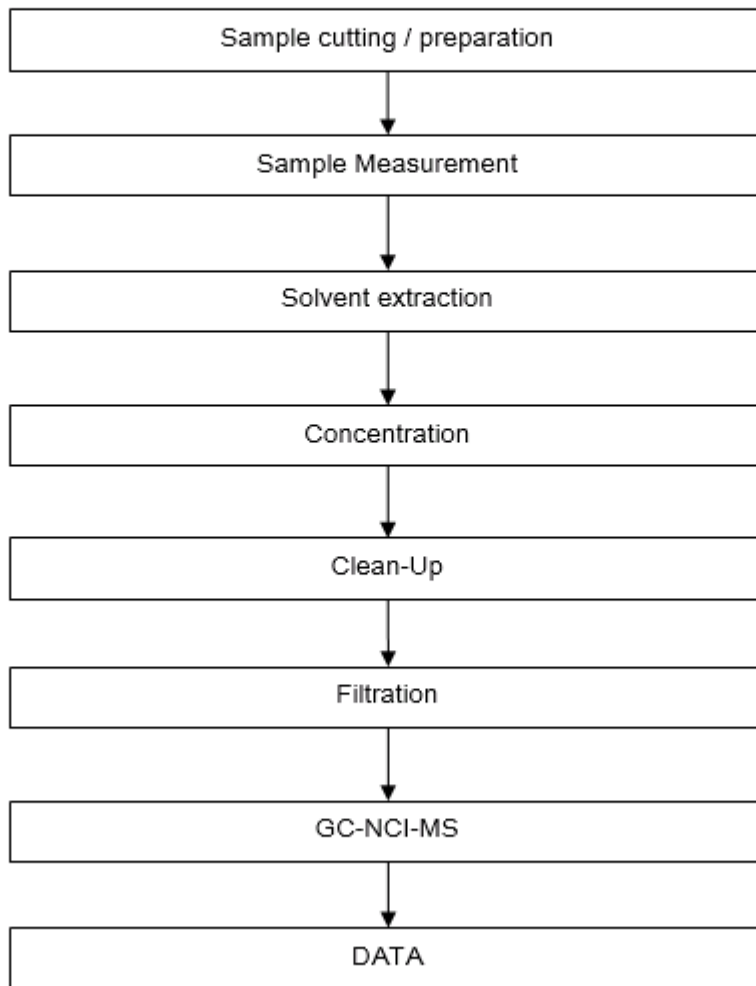 Sample cutting / preparation
Sample Measurement
Solvent extraction
Concentration
Clean-Up
Filtration
GC-NCI-MS
DATA